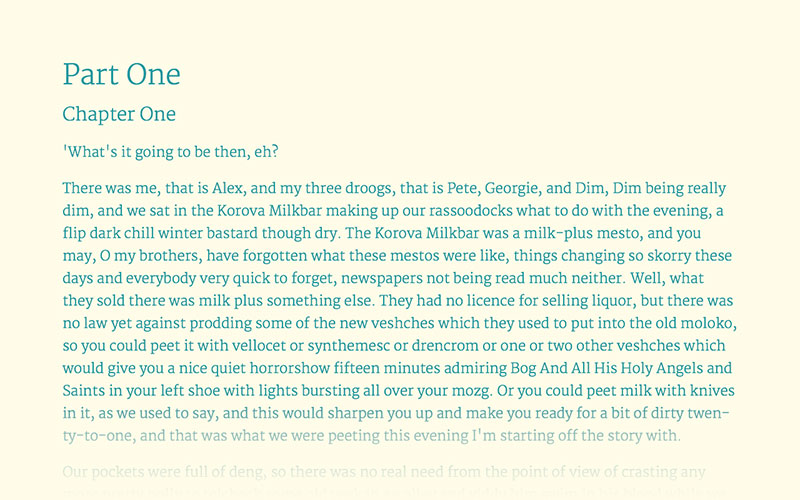 Part One
Chapter One
'What's it going to be then, eh?
There was me, that is Alex, and my three droogs, that is Pete, Georgie, and Dim, Dim being really
dim, and we sat in the Korova Milkbar making up our rassoodocks what to do with the evening, a
flip dark chill winter bastard though dry. The Korova Milkbar was a milk-plus mesto, and you
may, O my brothers, have forgotten what these mestos were like, things changing so skorry these
days and everybody very quick to forget, newspapers not being read much neither. Well, what
they sold there was milk plus something else. They had no licence for selling liquor, but there was
no law yet against prodding some of the new veshches which they used to put into the old moloko,
so you could peet it with vellocet or synthemesc or drencrom or one or two other veshches which
would give you a nice quiet horrorshow fifteen minutes admiring Bog And All His Holy Angels and
Saints in your left shoe with lights bursting all over your mozg. Or you could peet milk with knives
in it, as we used to say, and this would sharpen you up and make you ready for a bit of dirty twen-
ty-to-one, and that was what we were peeting this evening I'm starting off the story with.
Our pockets were full of deng, so there was no real need from the point of view of crasting any